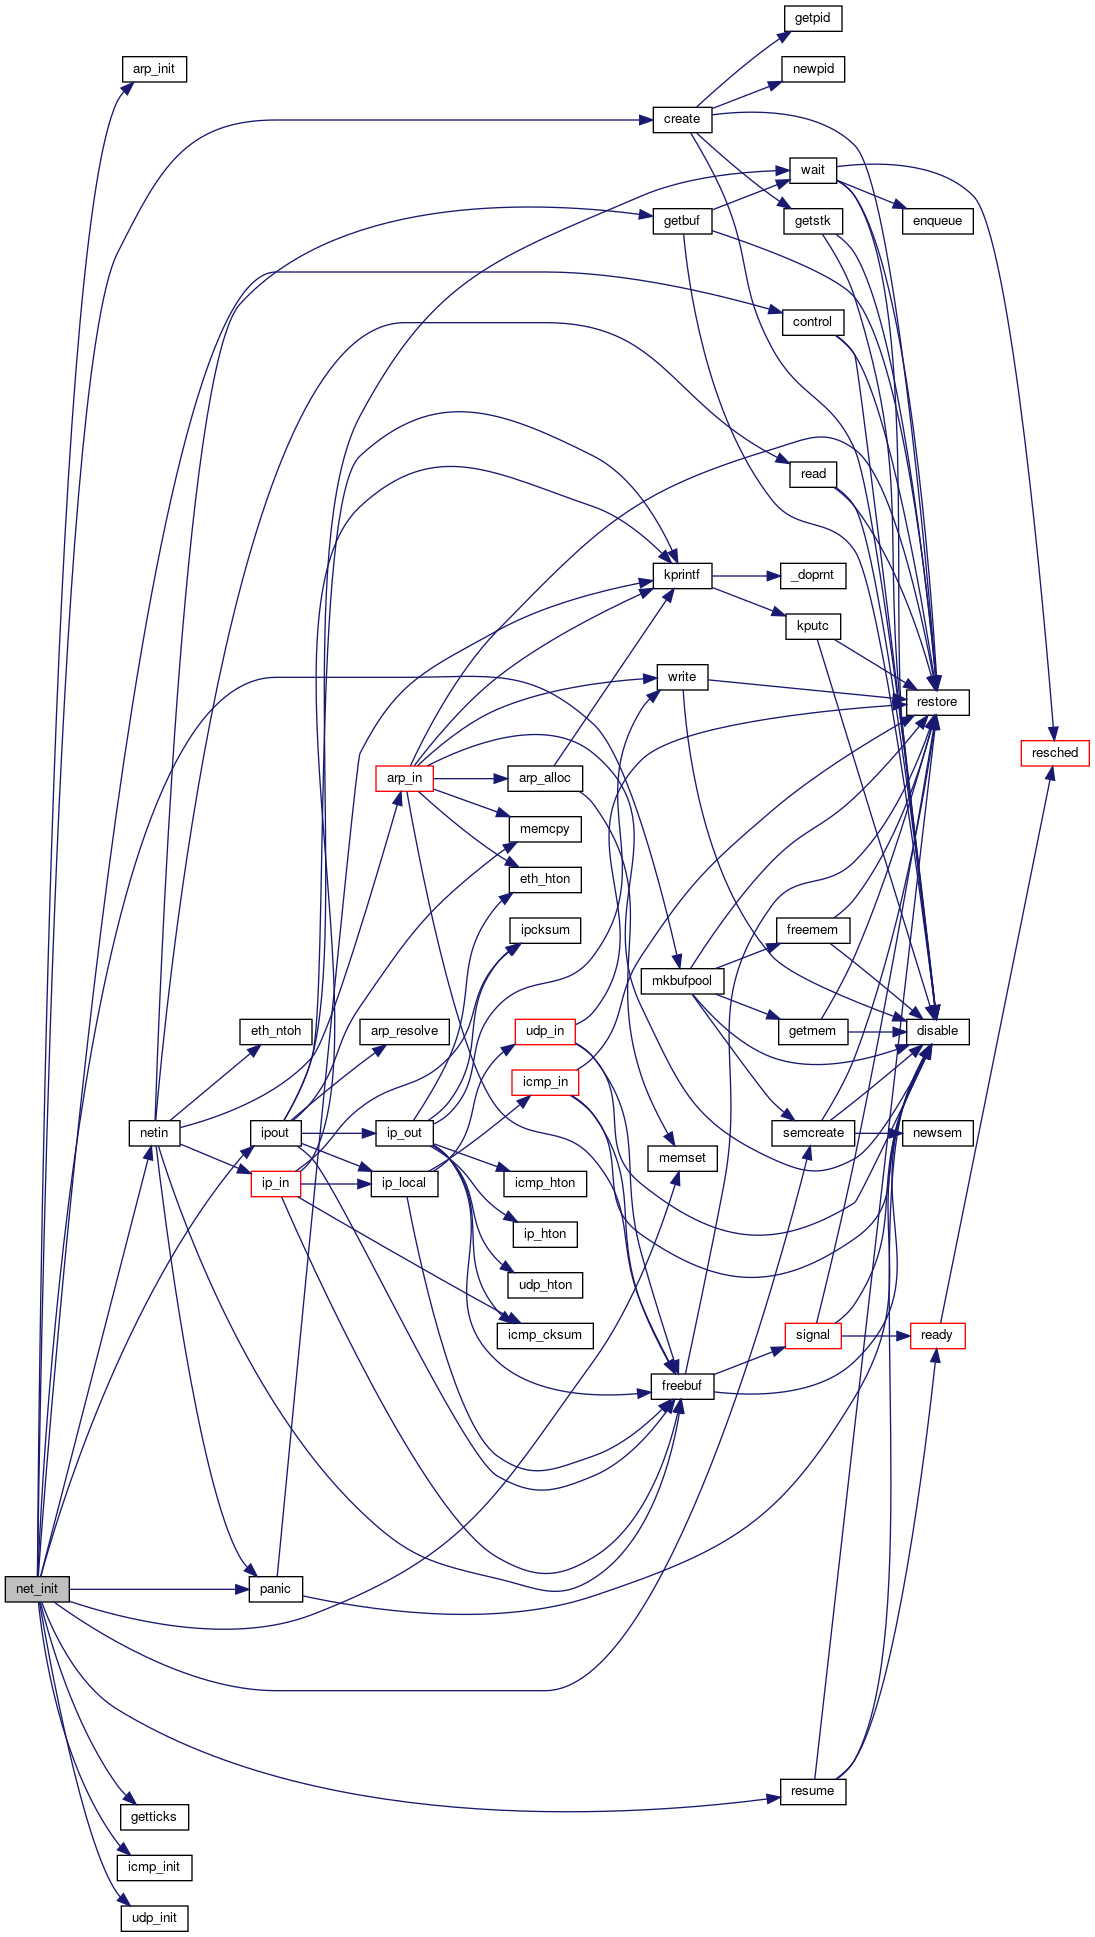 getpid
arp_init
newpid
create
wait
getstk
getbuf
enqueue
control
read
kprintf
_doprnt
kputc
write
restore
resched
arp_in
arp_alloc
memcpy
eth_hton
ipcksum
freemem
mkbufpool
eth_ntoh
arp_resolve
udp_in
getmem
disable
icmp_in
netin
ipout
ip_out
semcreate
newsem
memset
ip_in
ip_local
icmp_hton
ip_hton
udp_hton
icmp_cksum
signal
ready
freebuf
net_init
panic
resume
getticks
icmp_init
udp_init